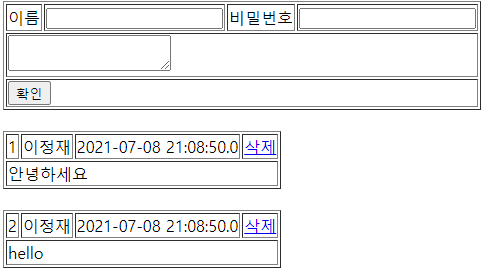 이름 비밀번호
확인
1 이정재 2021-07-08 21:08:50.0 삭제
안녕하세요
2 이정재 2021-07-08 21:08:50.0 삭제
hello